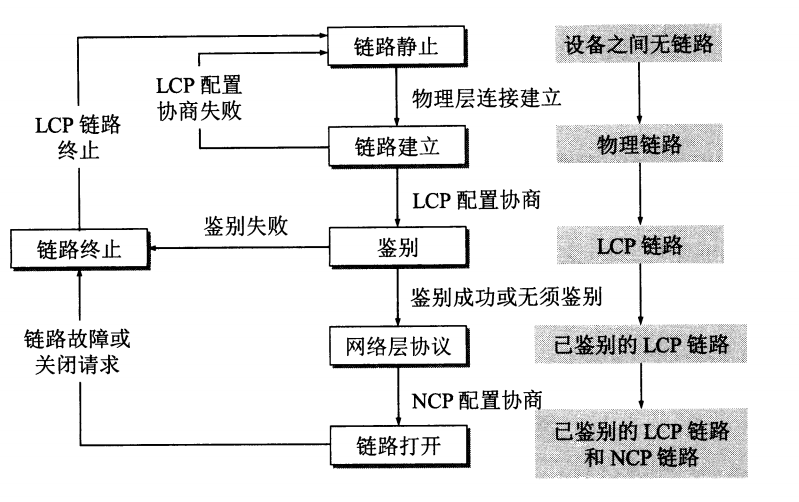 链路静止
设备之间无链路
LCP 配置
协商失败
物理层连接建立
LCP 链路
终止
链路建立
物理链路
LCP 配置协商
鉴别失败
链路终止
鉴别
LCP 链路
鉴别成功或无须鉴别
链路故障或
关闭请求
网络层协议
已鉴别的 LCP 链路
NCP 配置协商
链路打开
已鉴别的 LCP 链路
和 NCP 链路